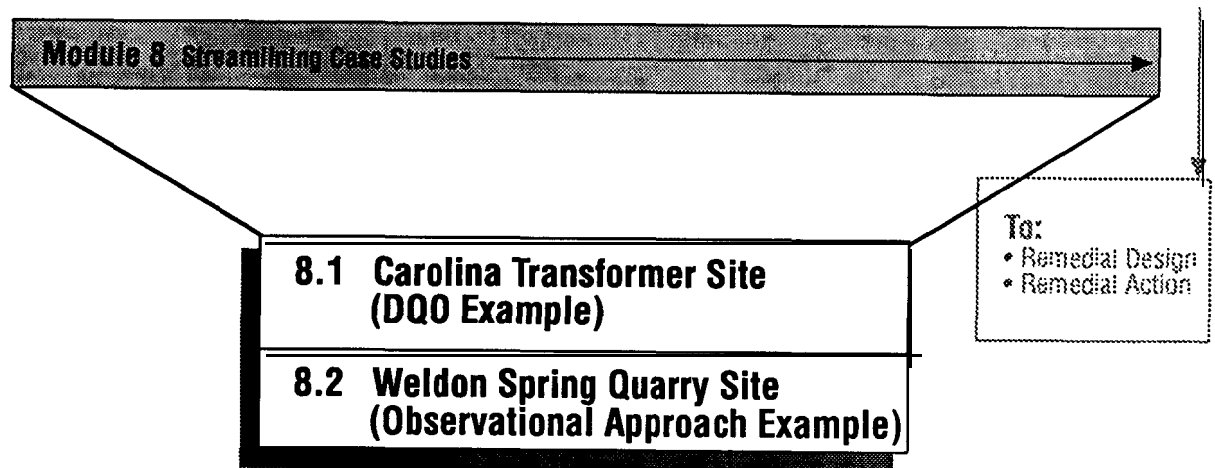 Module 8 Streamlining Case Studies
To:
• Remedial Design
• Remedial Action
8.1 Carolina Transformer Site
(DQO Example)
8.2 Weldon Spring Quarry Site
(Observational Approach Example)